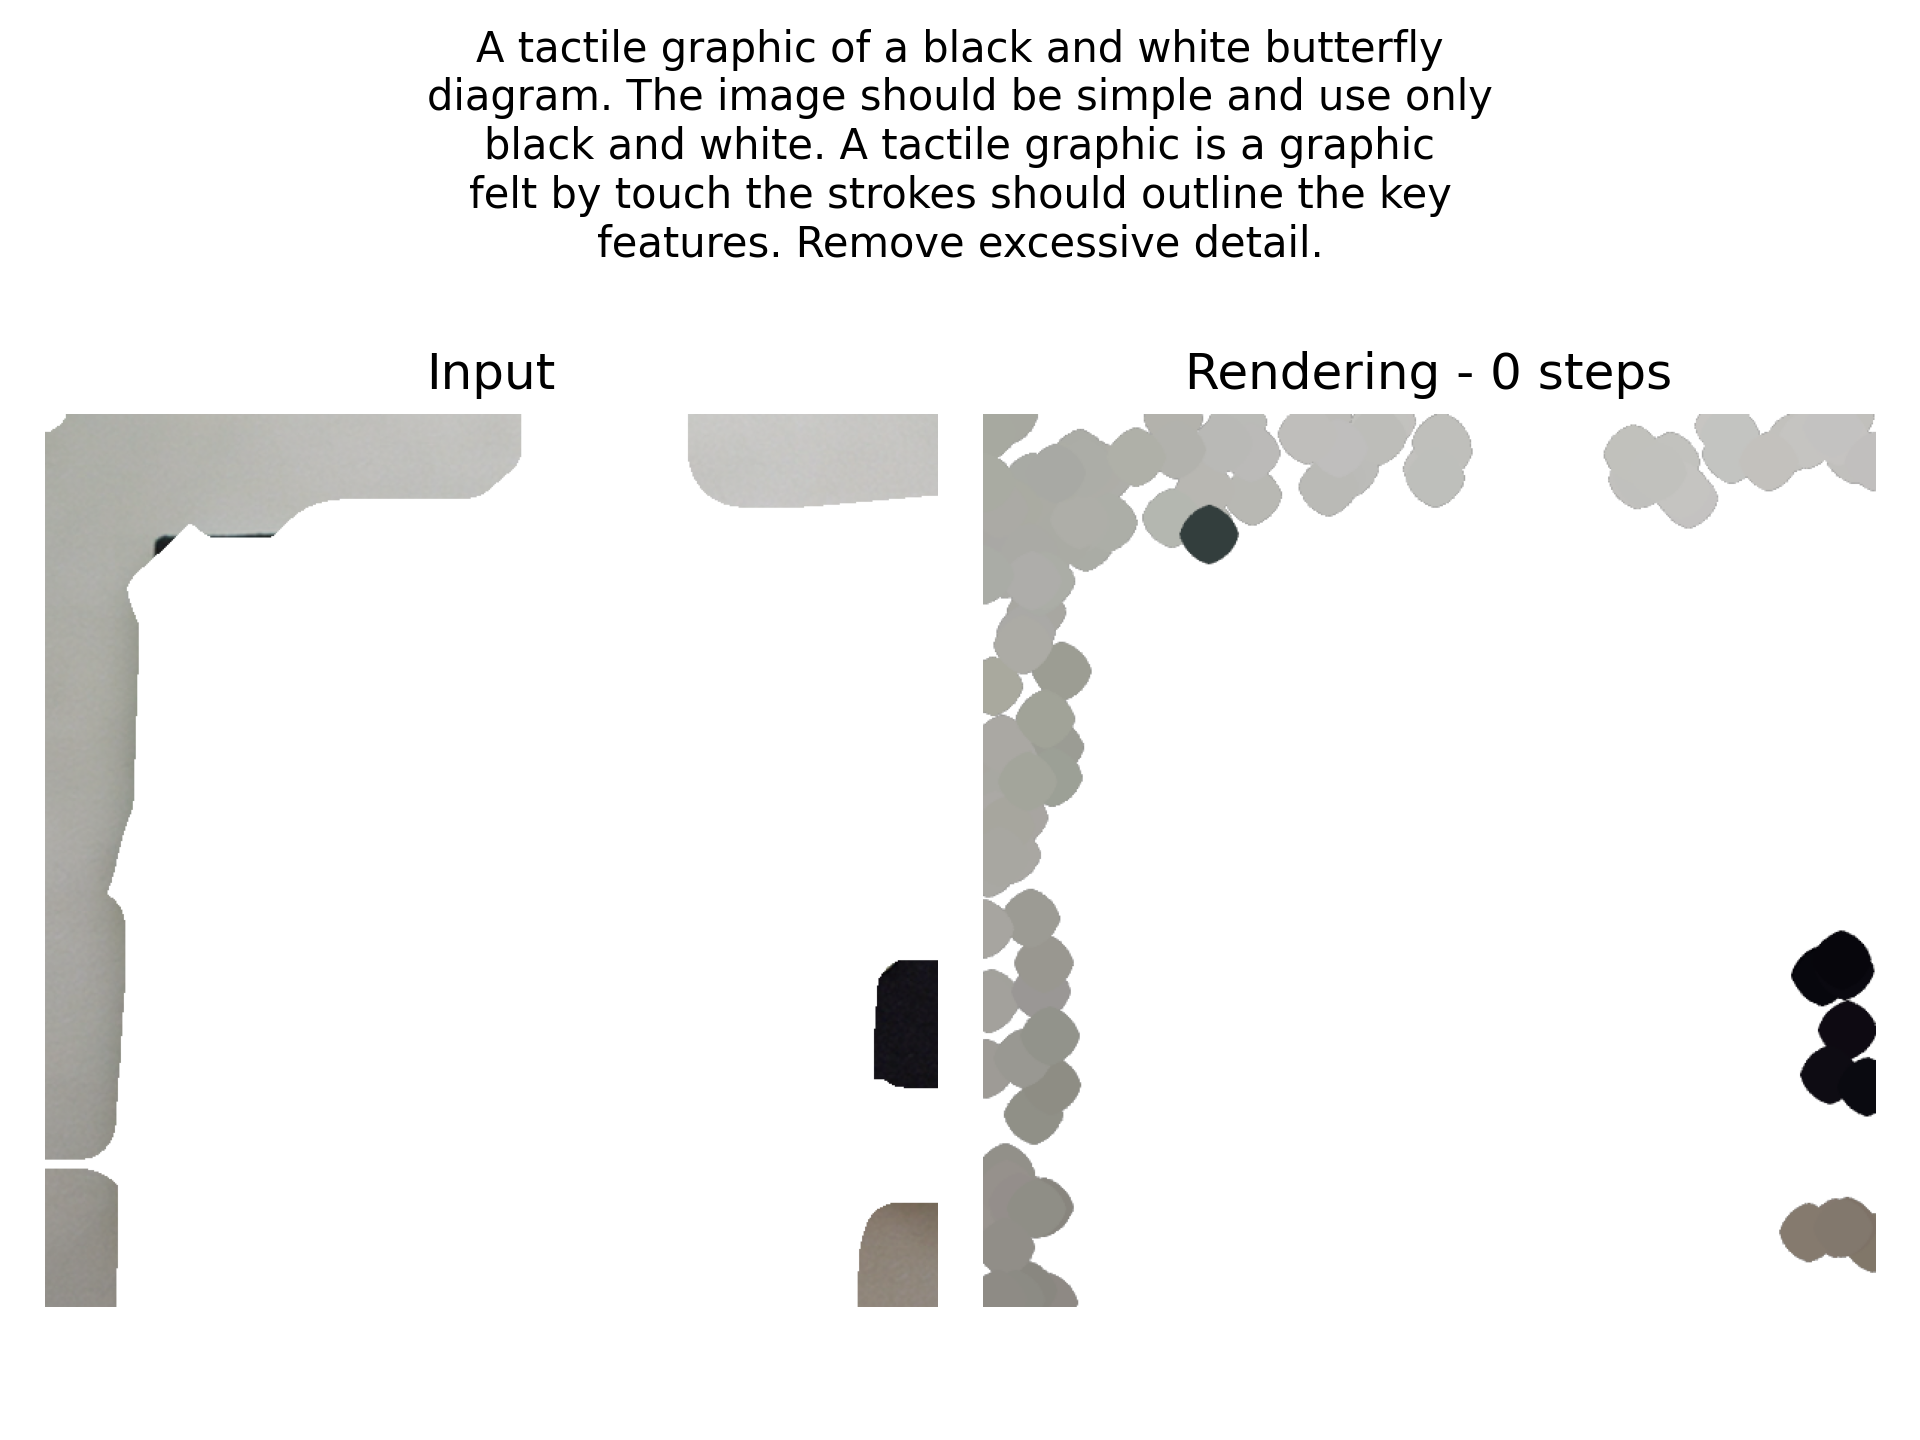 A tactile graphic of a black and white butterfly
diagram. The image should be simple and use only
black and white. A tactile graphic is a graphic
felt by touch the strokes should outline the key
features. Remove excessive detail.
Input
Rendering - 0 steps